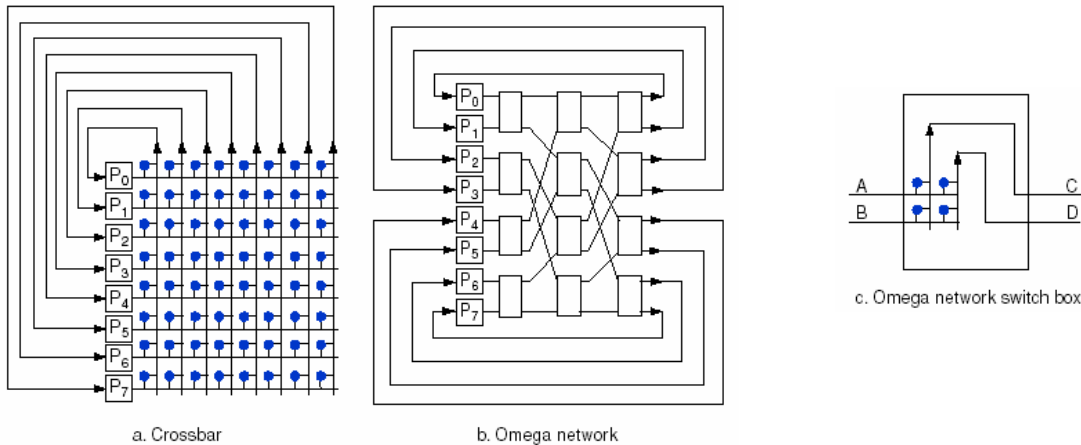 P0
P1
P2
P3
P4
P5
P6
P7
a. Crossbar
P0
P1
P2
P3
P4
P5
P6
P7
b. Omega network
A
B
C
D
c. Omega network switch box